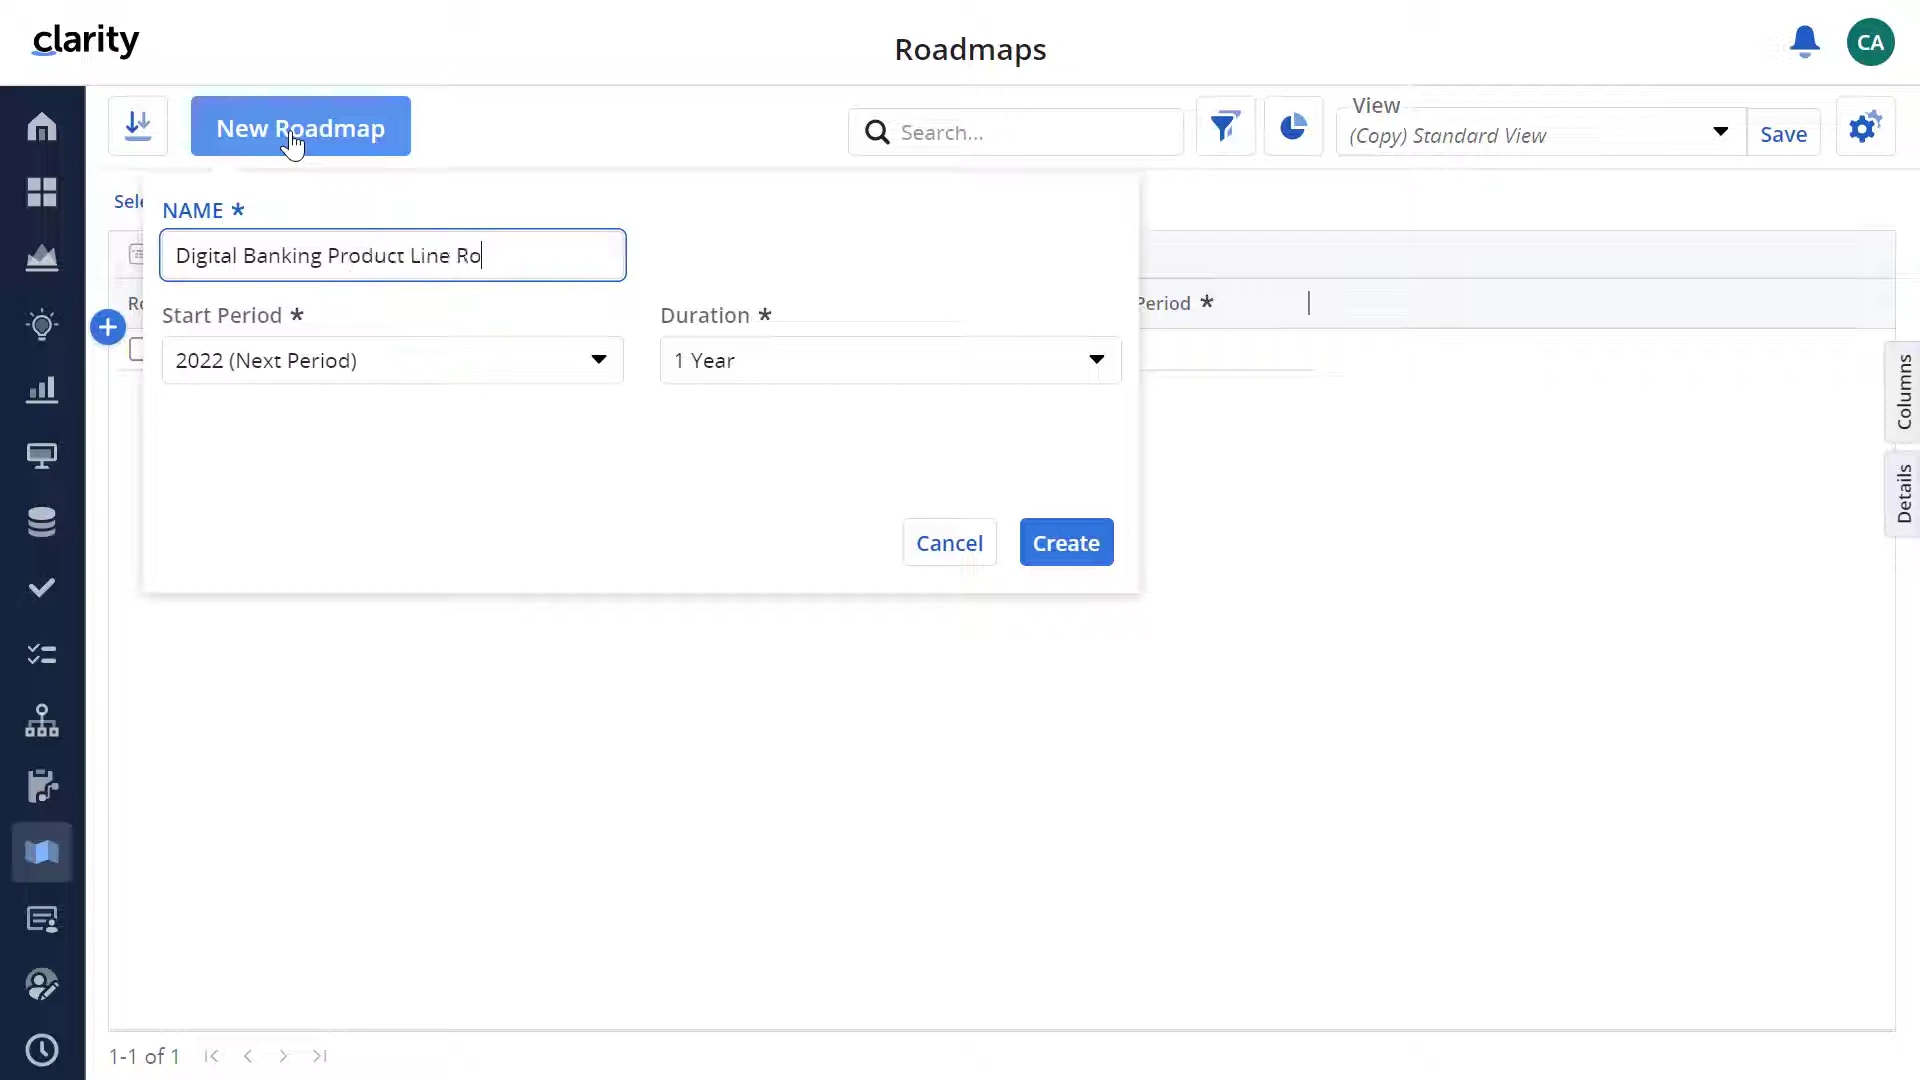 clarity
Roadmaps
CA
New Roadmap
Search...
View
(Copy) Standard View
Save
NAME *
Digital Banking Product Line Ro
Start Period *
Duration *
Period *
2022 (Next Period)
1 Year
Cancel
Create
Columns
Details
1-1 of 1